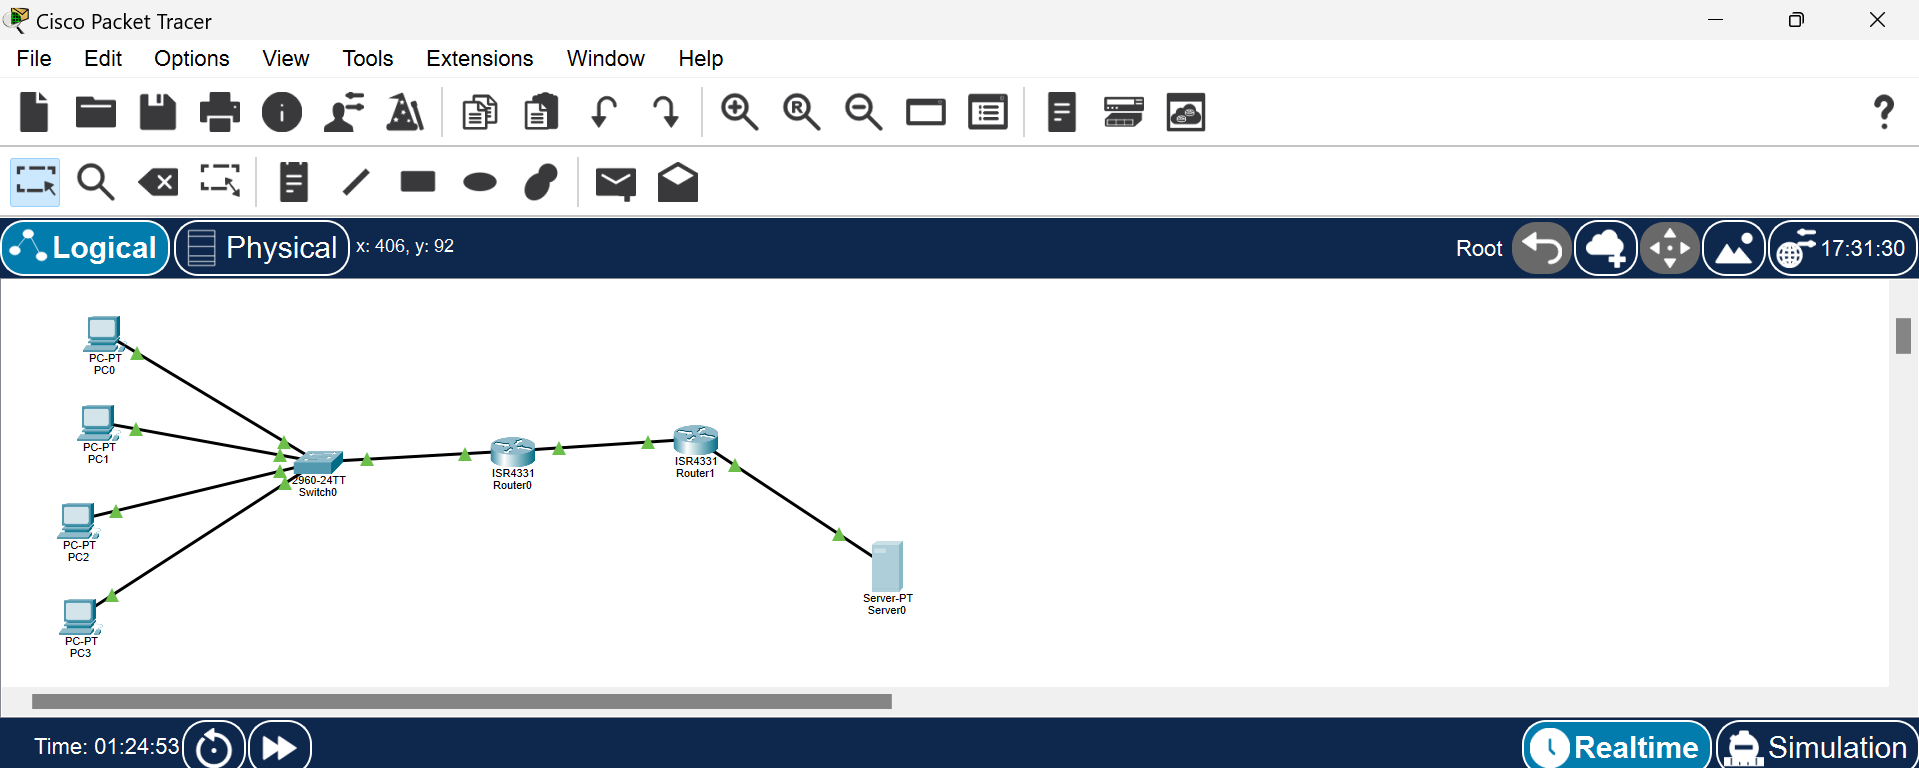 Cisco Packet Tracer
File Edit Options View Tools Extensions Window Help
Logical Physical x: 406, y: 92 Root 17:31:30
PC-PT
PC0
PC-PT
PC1
2960-24TT
Switch0
ISR4331
Router0
ISR4331
Router1
PC-PT
PC2
Server-PT
Server0
PC-PT
PC3
Time: 01:24:53 Realtime Simulation